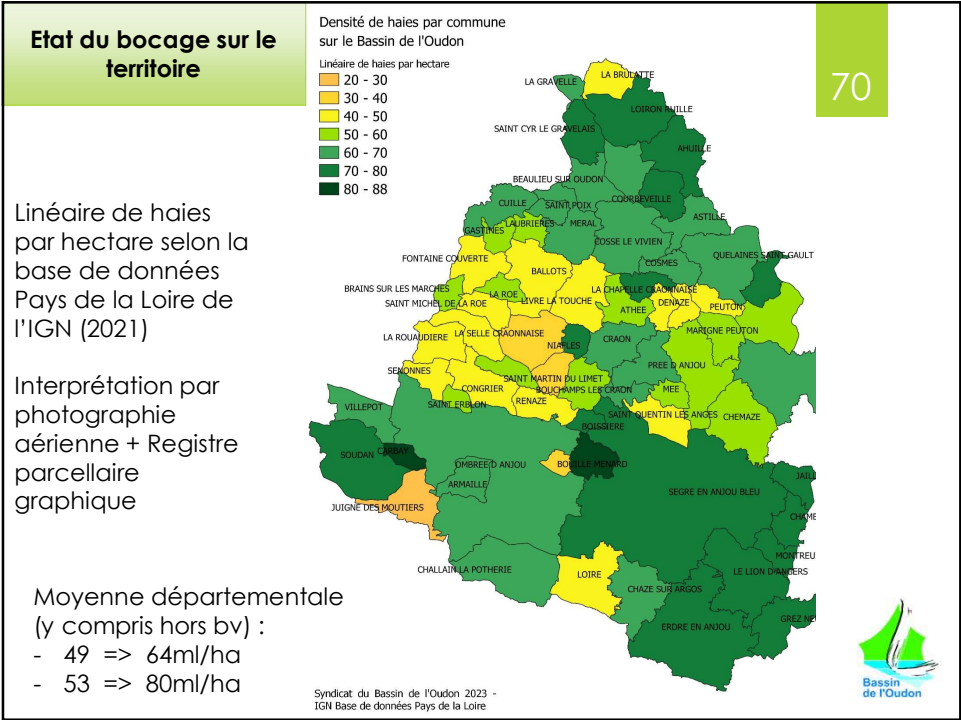 Etat du bocage sur le
territoire
Densité de haies par commune
sur le Bassin de l'Oudon
Linéaire de haies par hectare
20 - 30
30 - 40
40 - 50
50 - 60
60 - 70
70 - 80
80 - 88
70
Linéaire de haies
par hectare selon la
base de données
Pays de la Loire de
l'IGN (2021)
Interprétation par
photographie
aérienne + Registre
parcellaire
graphique
Moyenne départementale
(y compris hors bv) :
- 49 => 64ml/ha
- 53 => 80ml/ha
LA BRULATTE
LA GRAVELLE
LOIRON RUILLE
SAINT CYR LE GRAVELAIS
AHUILLE
BEAULIEU SUR OUDON
COURBEVEILLE
CUILLE
SAINT POIX
ASTILLE
LAUBRIERES
MERAL
GASTINES
COSSE LE VIVIEN
QUELAINES SAINT GAULT
FONTAINE COUVERTE
COSMES
BALLOTS
BRAINS SUR LES MARCHES
LA CHAPELLE CRAONNAISE
LA ROE
SAINT MICHEL DE LA ROE
LIVRE LA TOUCHE
DENAZE
PEUTON
ATHEE
LA ROUAUDIERE
LA SELLE CRAONNAISE
MARIGNE PEUTON
NIAFLES
CRAON
PREE D ANJOU
SENONNES
SAINT MARTIN DU LIMET
CONGRIER
BOUCHAMPS LES CRAON
MEE
RENAZE
SAINT ERBLON
VILLEPOT
SAINT QUENTIN LES ANGES
CHEMAZE
BOISSIERE
SOUDAN
CARBAY
OMBREE D ANJOU
BOUILLE MENARD
ARMAILLE
SEGRE EN ANJOU BLEU
JAILL
JUIGNE DES MOUTIERS
CHAME
MONTREU
CHALLAIN LA POTHERIE
LOIRE
LE LION D'ANGERS
CHAZE SUR ARGOS
GREZ NE
ERDRE EN ANJOU
Syndicat du Bassin de l'Oudon 2023 -
IGN Base de données Pays de la Loire
Bassin
de l'Oudon